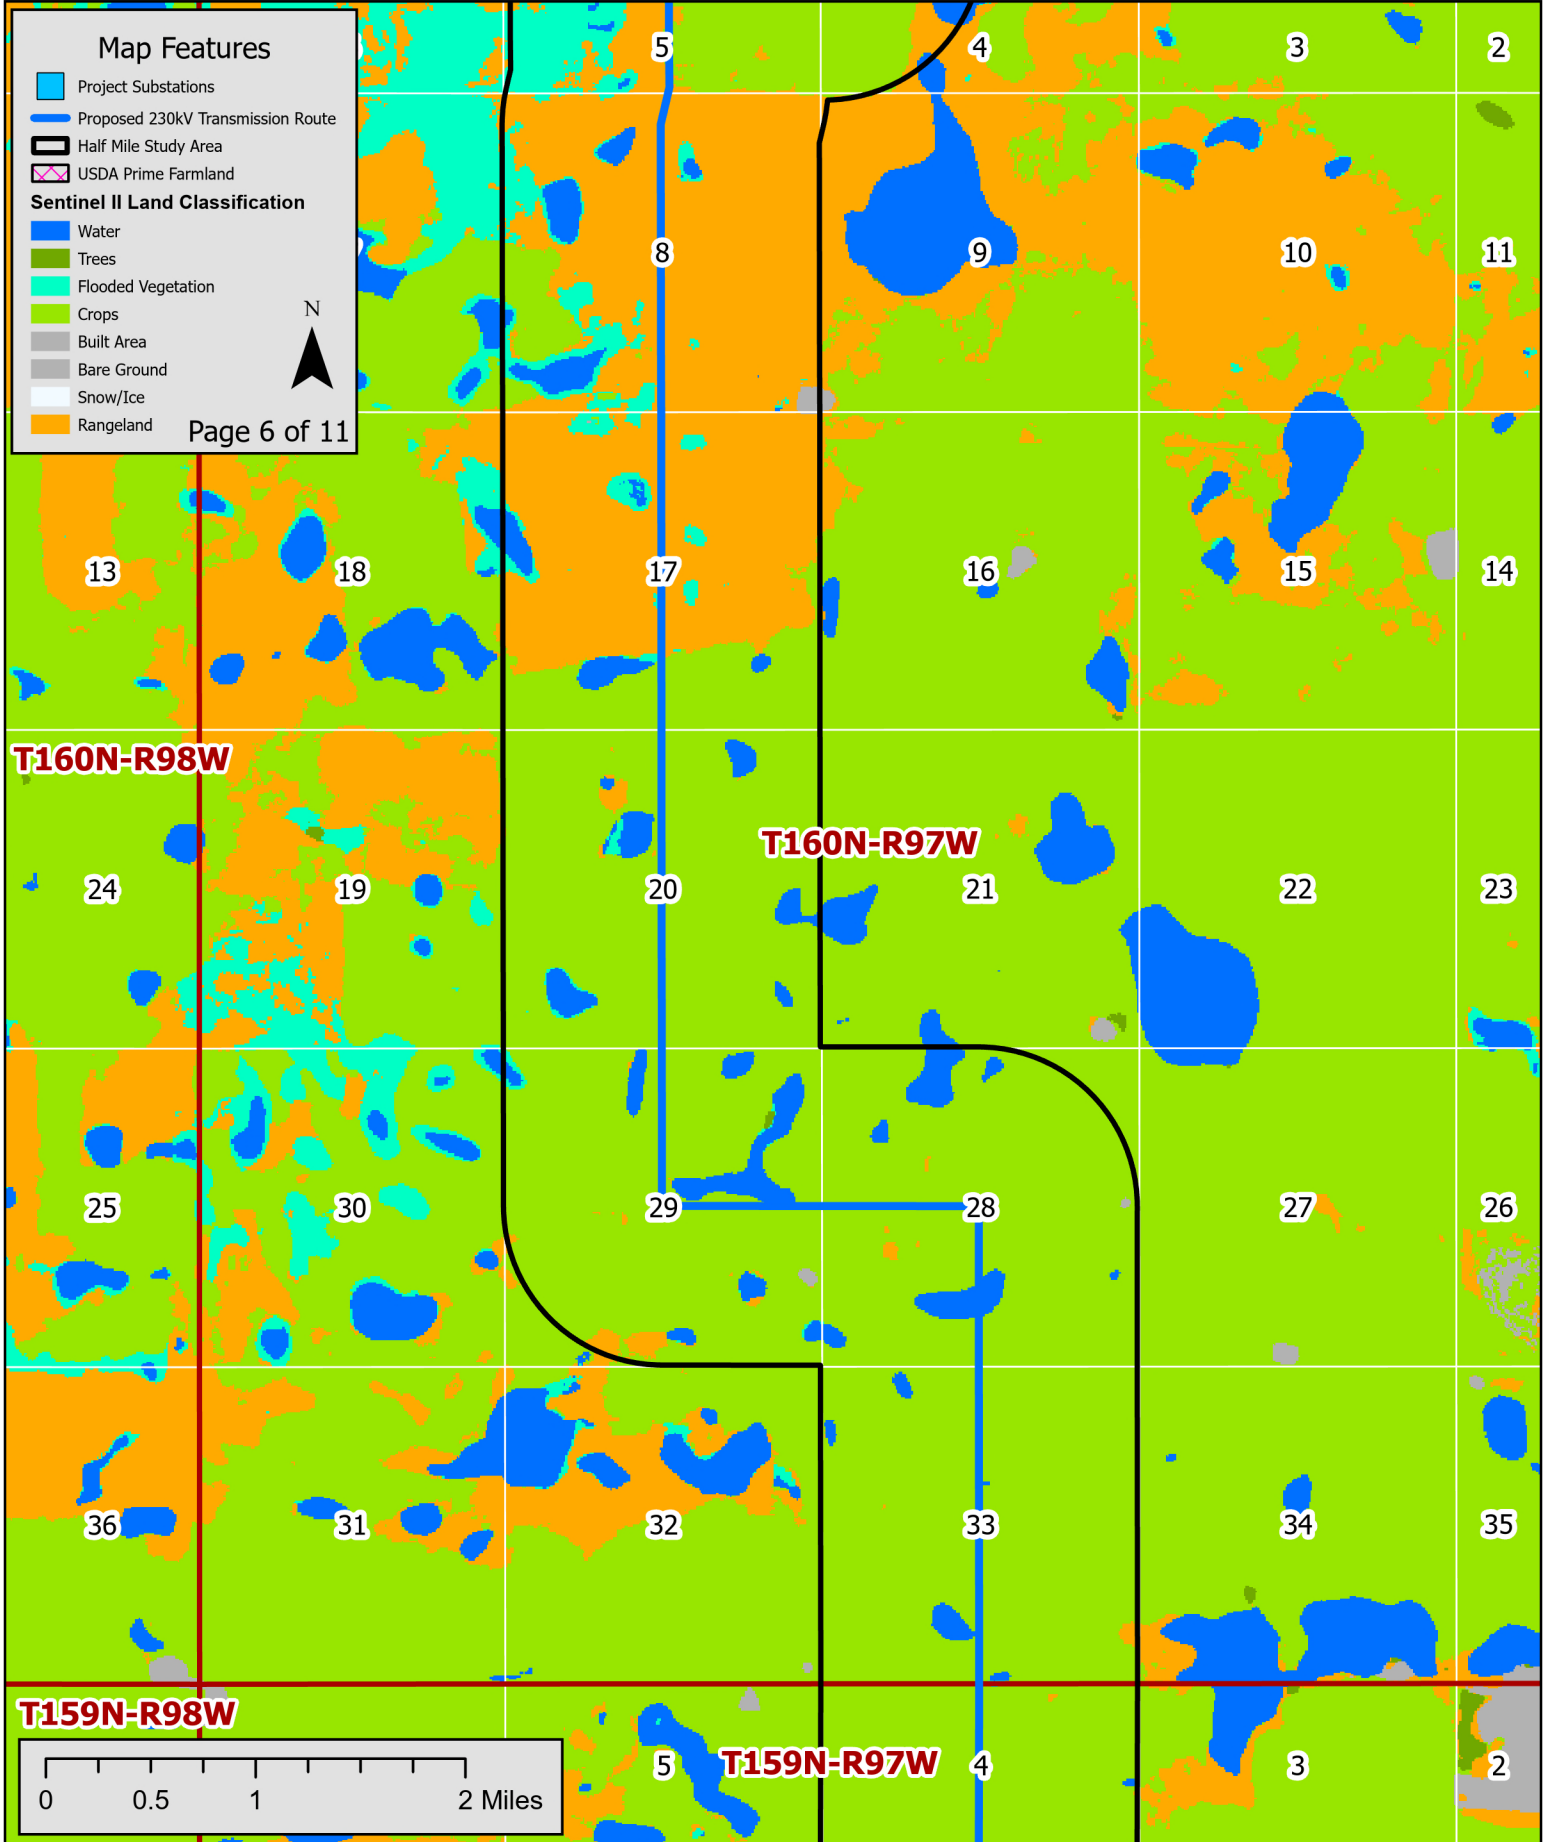 Map Features
Project Substations
Proposed 230kV Transmission Route
Half Mile Study Area
USDA Prime Farmland
Sentinel II Land Classification
Water
Trees
Flooded Vegetation
Crops
Built Area
Bare Ground
Snow/Ice
Rangeland
N
Page 6 of 11
5 4 3 2
8 9 10 11
13 18 17 16 15 14
T160N-R98W
T160N-R97W
24 19 20 21 22 23
25 30 29 28 27 26
36 31 32 33 34 35
T159N-R98W
T159N-R97W
5 4 3 2
0 0.5 1 2 Miles